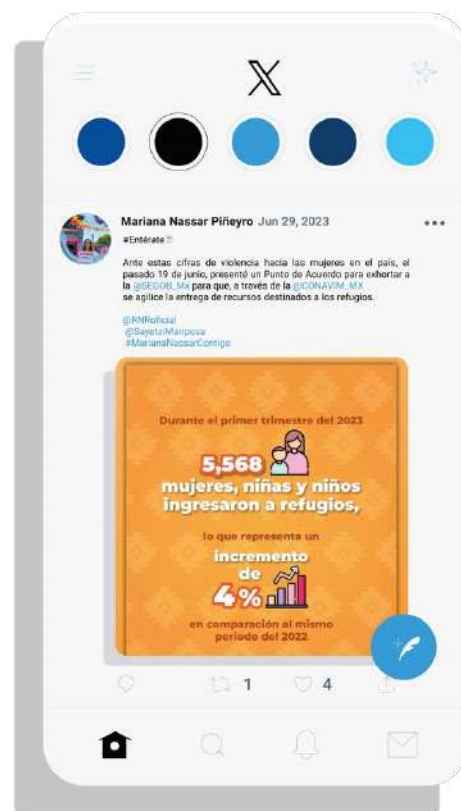 X
Mariana Nassar Piñeyro Jun 29, 2023
#Entérate
Ante estas cifras de violencia hacia las mujeres en el país, el
pasado 19 de junio, presenté un Punto de Acuerdo para exhortar a
la @SEGOB_Mx para que, a través de la @CONAVIM_MX
se agilice la entrega de recursos destinados a los refugios.
@RNRoficial
@SayetaiMariposa
#MarianaNassarContigo
Durante el primer trimestre del 2023
5,568
mujeres, niñas y niños
ingresaron a refugios,
lo que representa un
incremento
de
4%
en comparación al mismo
periodo del 2022
1
4